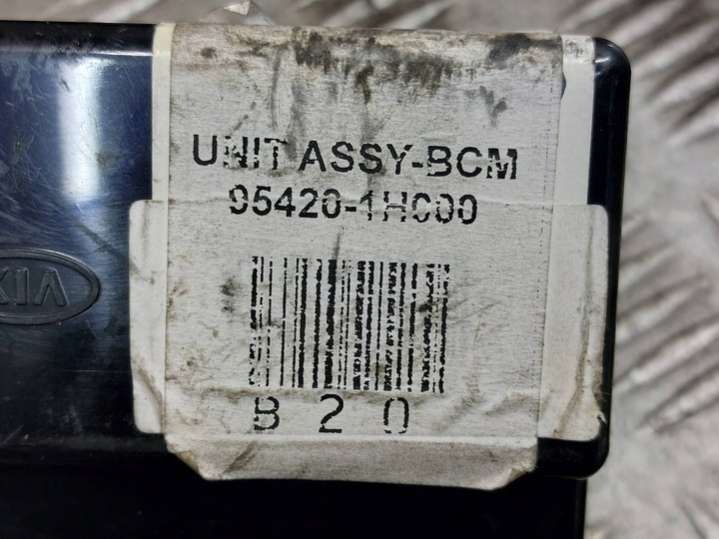 UNIT ASSY-BCM
95420-1H000
KIA
B 2 0